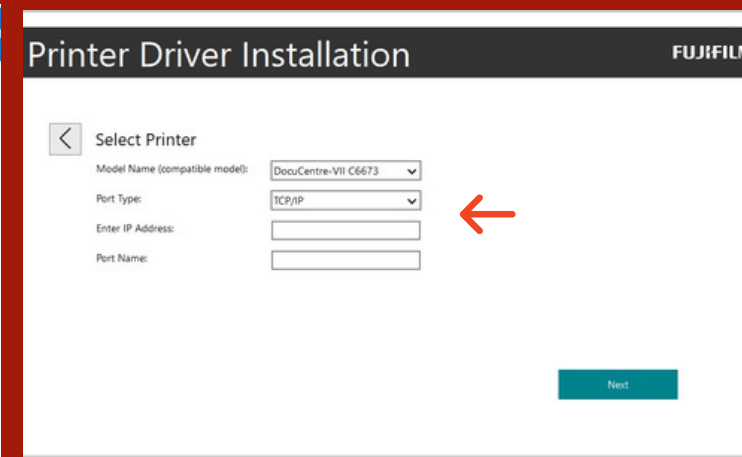 Printer Driver Installation
FUJIFILM
Select Printer
Model Name (compatible model): DocuCentre-VII C6673
Port Type: TCP/IP
Enter IP Address:
Port Name:
Next